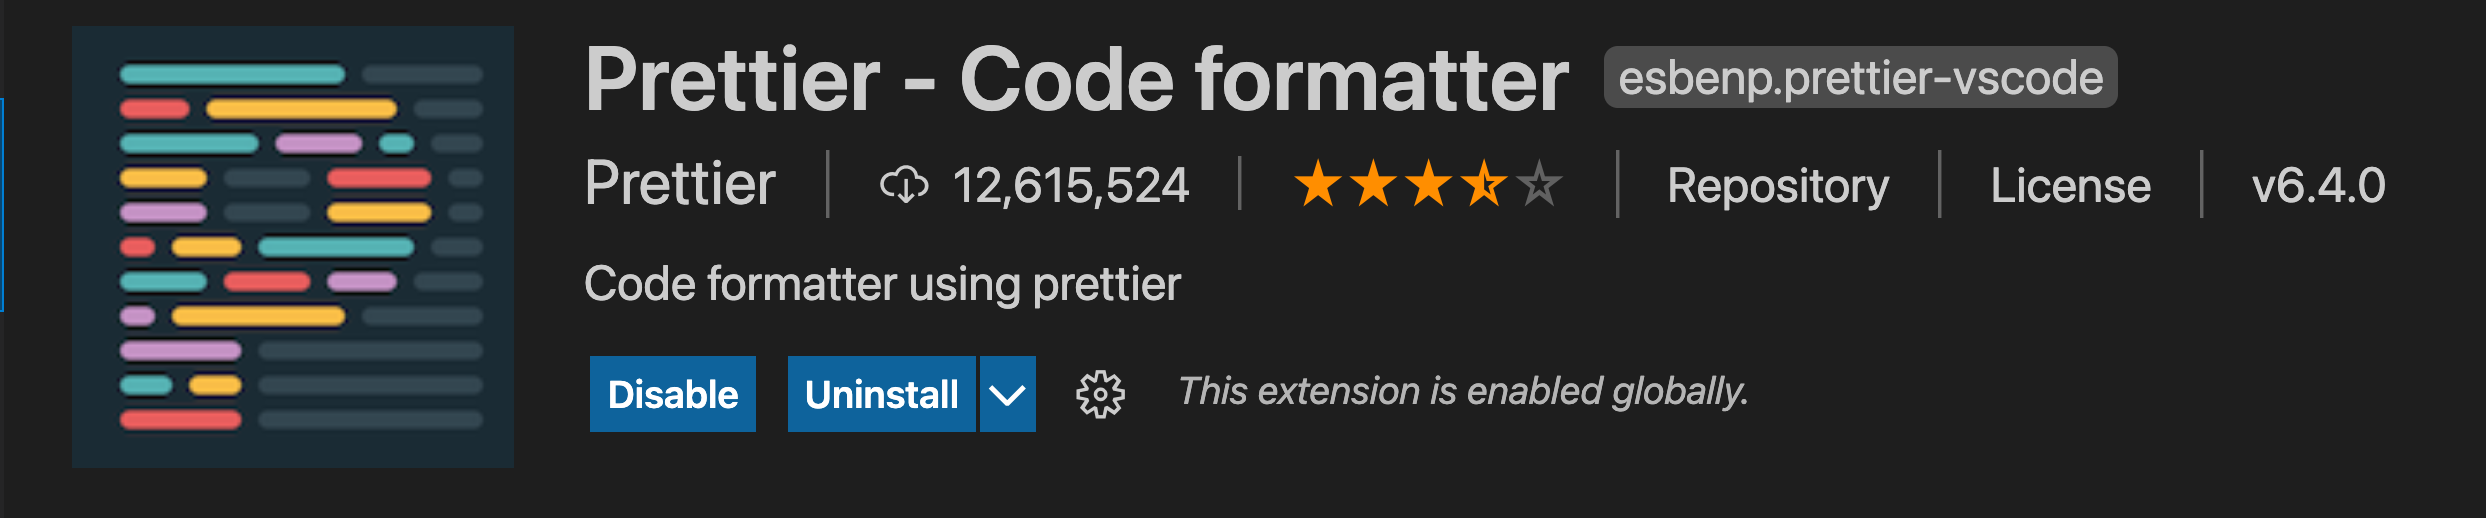 Prettier - Code formatter esbenp.prettier-vscode
Prettier 12,615,524 Repository License v6.4.0
Code formatter using prettier
Disable Uninstall This extension is enabled globally.